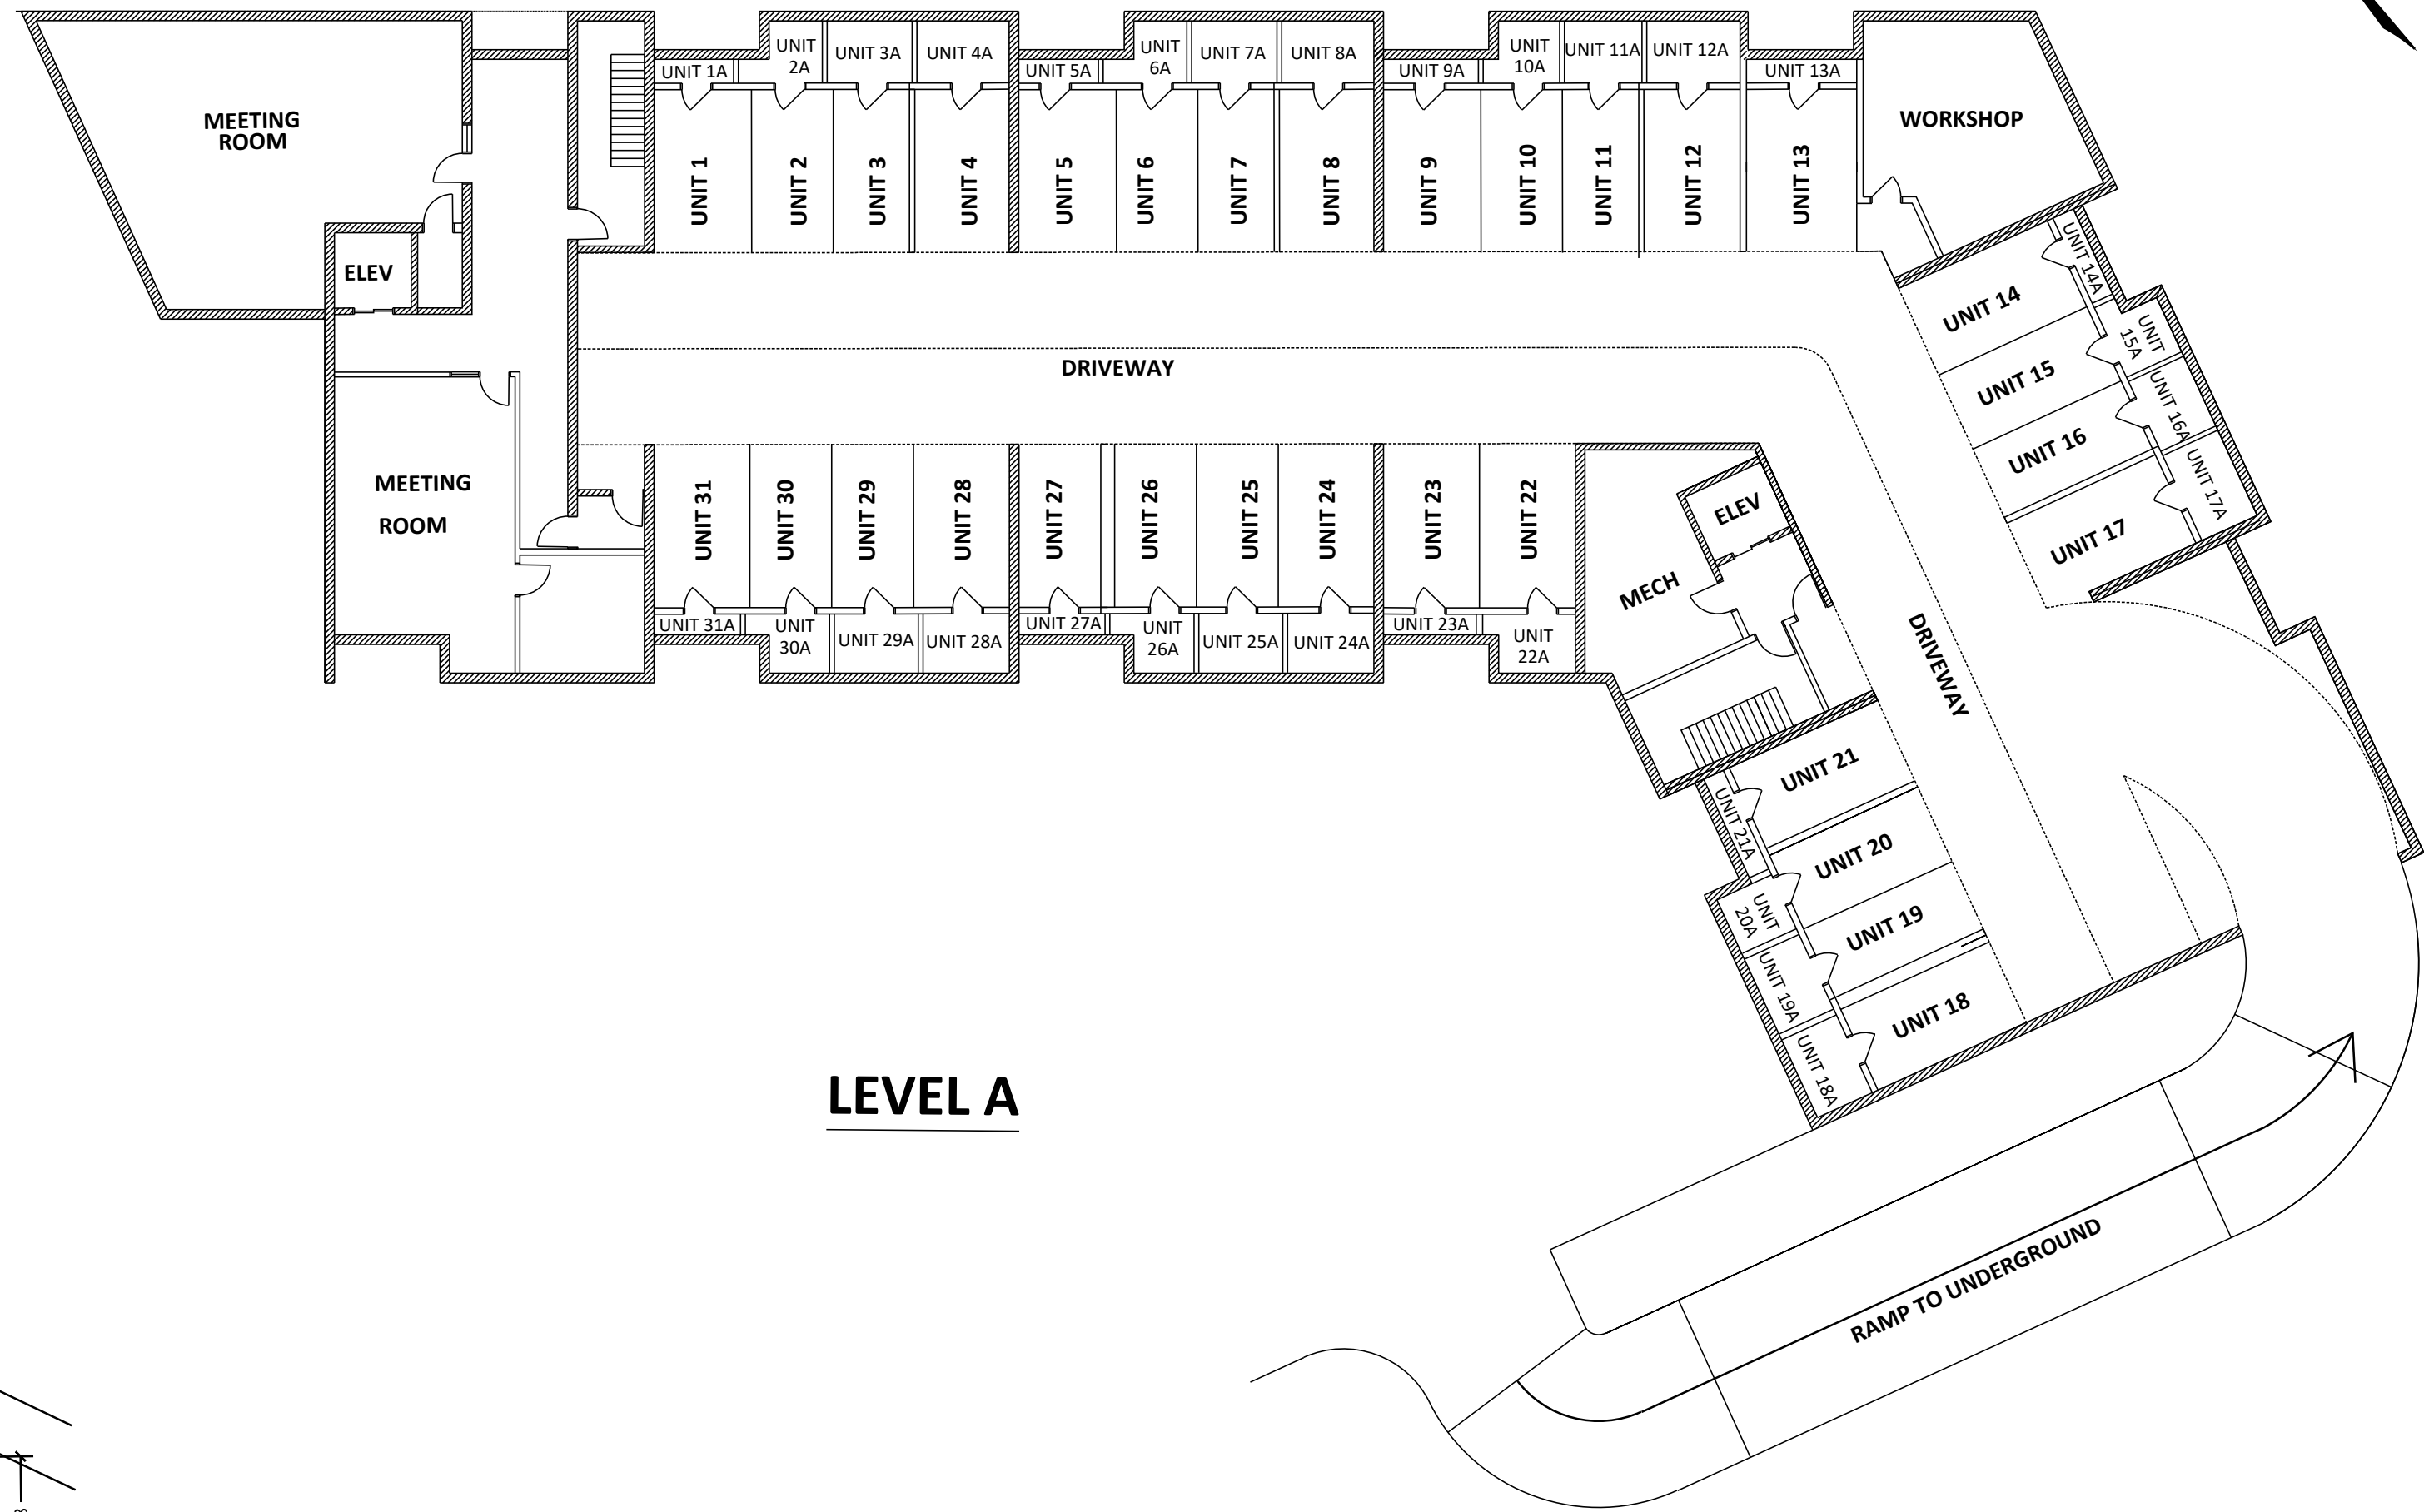 MEETING
ROOM
ELEV
MEETING
ROOM
UNIT 1A
UNIT
2A
UNIT 3A
UNIT 4A
UNIT 5A
UNIT
6A
UNIT 7A
UNIT 8A
UNIT 9A
UNIT
10A
UNIT 11A
UNIT 12A
UNIT 13A
WORKSHOP
UNIT 1
UNIT 2
UNIT 3
UNIT 4
UNIT 5
UNIT 6
UNIT 7
UNIT 8
UNIT 9
UNIT 10
UNIT 11
UNIT 12
UNIT 13
UNIT 14
UNIT 14A
UNIT 15
UNIT
15A
UNIT 16
UNIT 16A
UNIT 17
UNIT 17A
DRIVEWAY
UNIT 31
UNIT 30
UNIT 29
UNIT 28
UNIT 27
UNIT 26
UNIT 25
UNIT 24
UNIT 23
UNIT 22
UNIT 31A
UNIT
30A
UNIT 29A
UNIT 28A
UNIT 27A
UNIT
26A
UNIT 25A
UNIT 24A
UNIT 23A
UNIT
22A
ELEV
MECH
DRIVEWAY
UNIT 21
UNIT 21A
UNIT 20
UNIT
20A
UNIT 19
UNIT 19A
UNIT 18
UNIT 18A
LEVEL A
RAMP TO UNDERGROUND